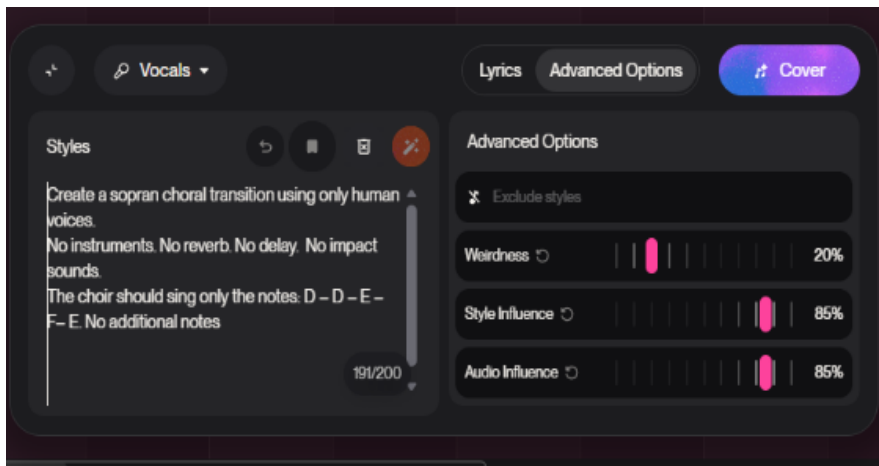 Vocals
Lyrics
Advanced Options
Cover
Styles
Create a sopran choral transition using only human
voices.
No instruments. No reverb. No delay.  No impact
sounds.
The choir should sing only the notes: D – D – E –
F– E. No additional notes
191/200
Advanced Options
Exclude styles
Weirdness
20%
Style Influence
85%
Audio Influence
85%